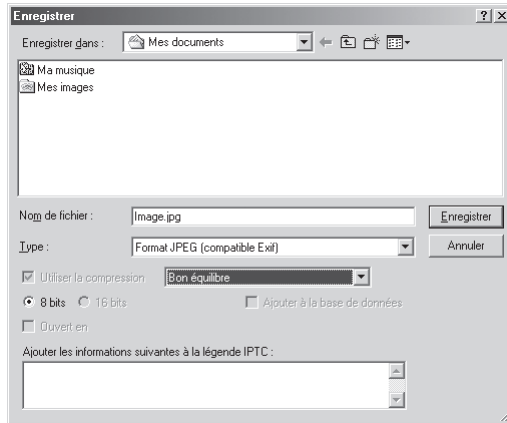 Enregistrer
Enregistrer dans :
Mes documents
Ma musique
Mes images
Nom de fichier :
Image.jpg
Enregistrer
Type :
Format JPEG (compatible Exif)
Annuler
Utiliser la compression
Bon équilibre
8 bits
16 bits
Ajouter à la base de données
Ouvert en
Ajouter les informations suivantes à la légende IPTC :